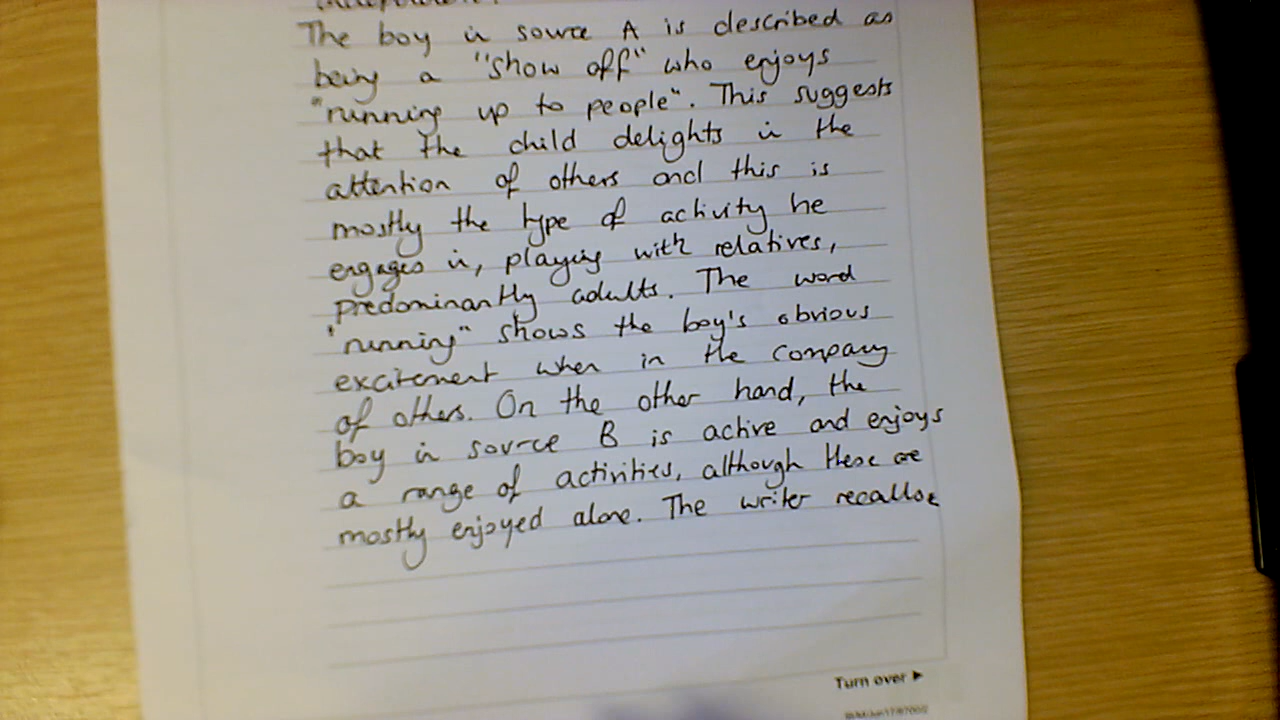 The boy in source A is described as
being a "show off" who enjoys
"running up to people". This suggests
that the child delights in the
attention of others and this is
mostly the type of activity he
engages in, playing with relatives,
predominantly adults. The word
"running" shows the boy's obvious
excitement when in the company
of others. On the other hand, the
boy in source B is active and enjoys
a range of activities, although these are
mostly enjoyed alone. The writer
Turn over ►